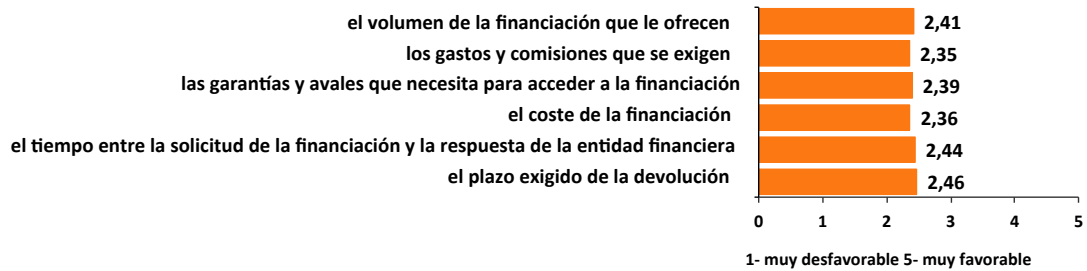 el volumen de la financiación que le ofrecen 2,41
los gastos y comisiones que se exigen 2,35
las garantías y avales que necesita para acceder a la financiación 2,39
el coste de la financiación 2,36
el tiempo entre la solicitud de la financiación y la respuesta de la entidad financiera 2,44
el plazo exigido de la devolución 2,46
0 1 2 3 4 5
1- muy desfavorable 5- muy favorable